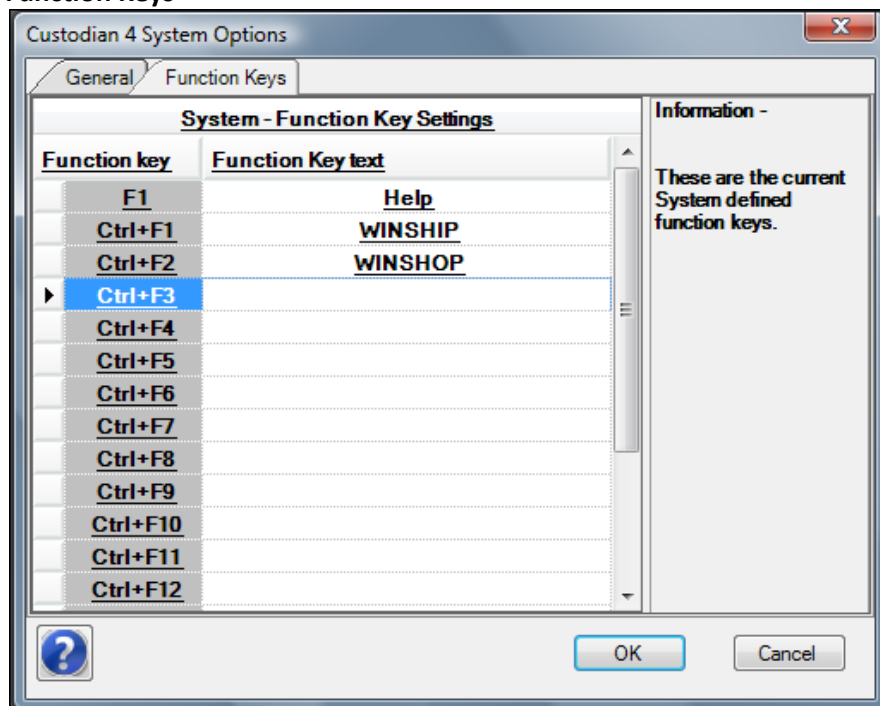 Function Keys
Custodian 4 System Options
General Function Keys
System - Function Key Settings
Function key Function Key text
F1 Help
Ctrl+F1 WINSHIP
Ctrl+F2 WINSHOP
Ctrl+F3
Ctrl+F4
Ctrl+F5
Ctrl+F6
Ctrl+F7
Ctrl+F8
Ctrl+F9
Ctrl+F10
Ctrl+F11
Ctrl+F12
Information -
These are the current
System defined
function keys.
OK Cancel